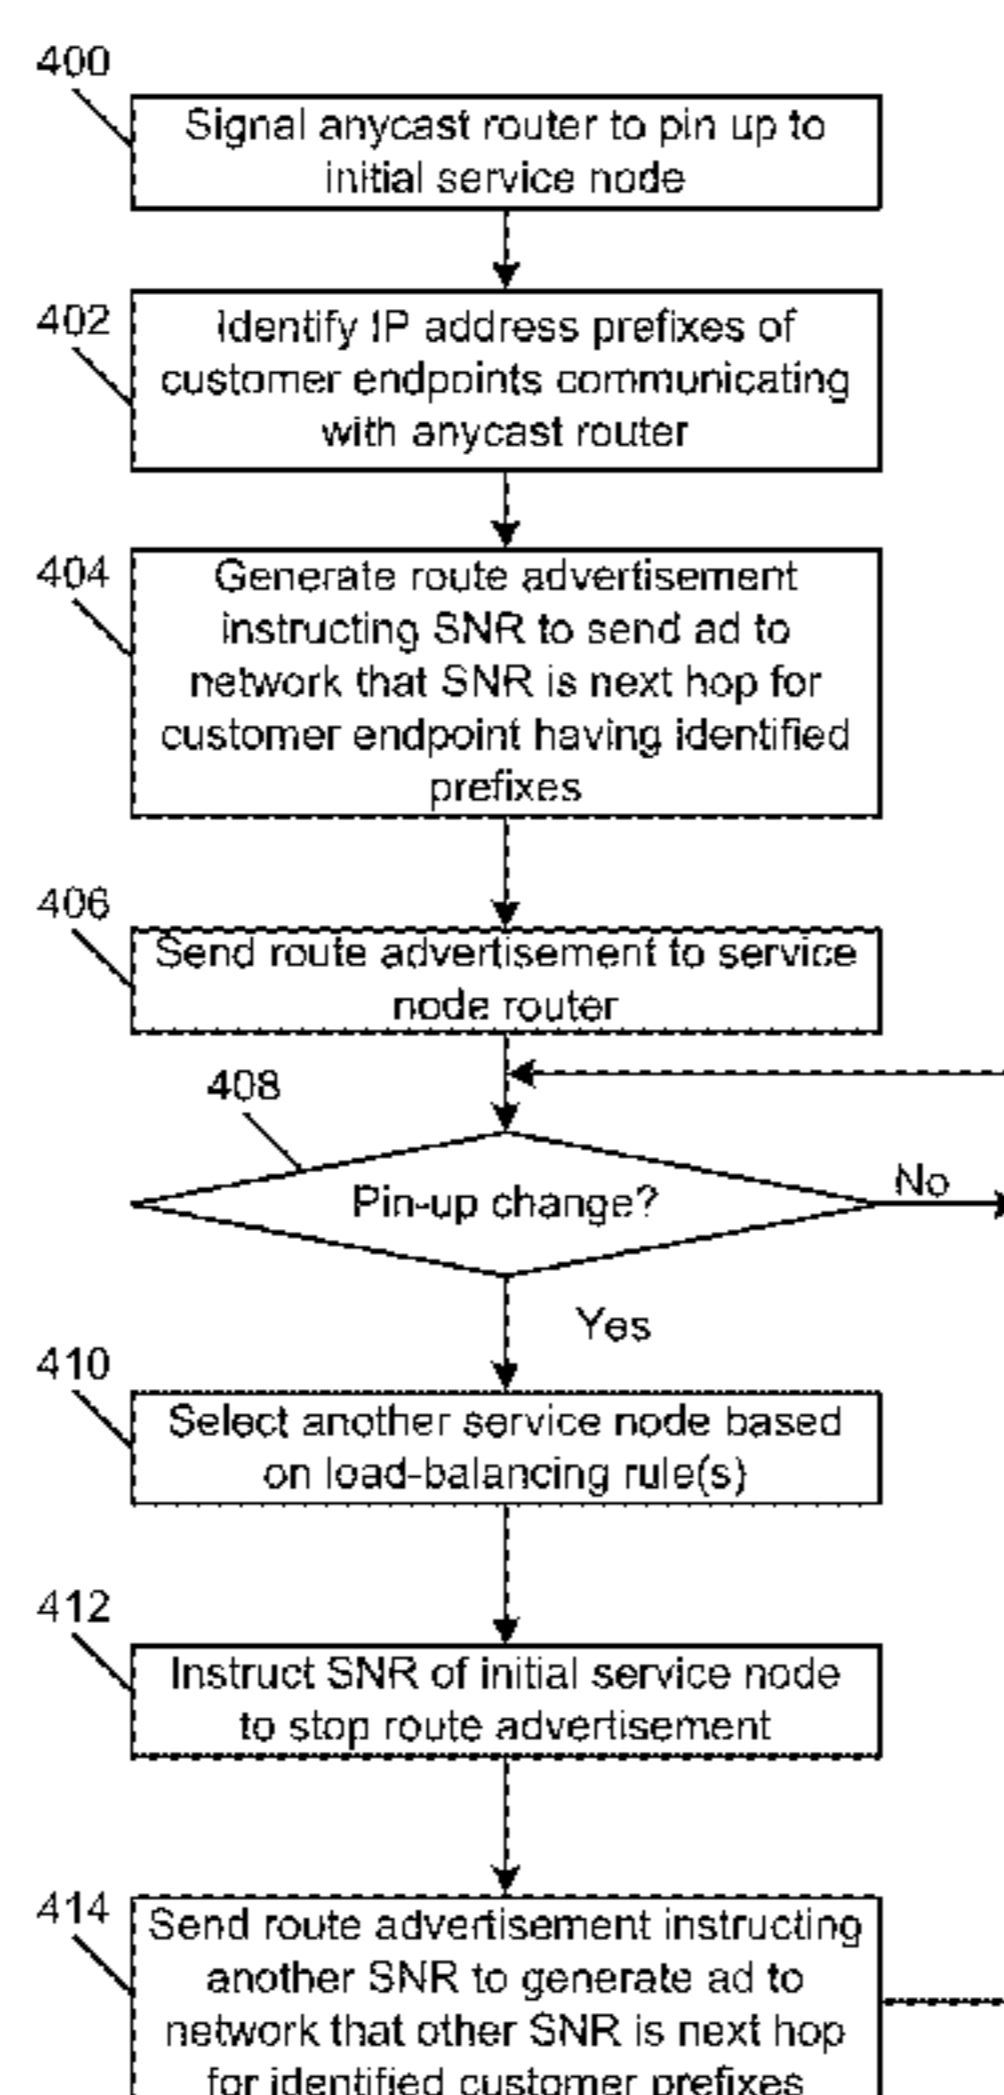 400
Signal anycast router to pin up to
initial service node
402
Identify IP address prefixes of
customer endpoints communicating
with anycast router
404
Generate route advertisement
instructing SNR to send ad to
network that SNR is next hop for
customer endpoint having identified
prefixes
406
Send route advertisement to service
node router
408
Pin-up change?
No
Yes
410
Select another service node based
on load-balancing rule(s)
412
Instruct SNR of initial service node
to stop route advertisement
414
Send route advertisement instructing
another SNR to generate ad to
network that other SNR is next hop
for identified customer prefixes